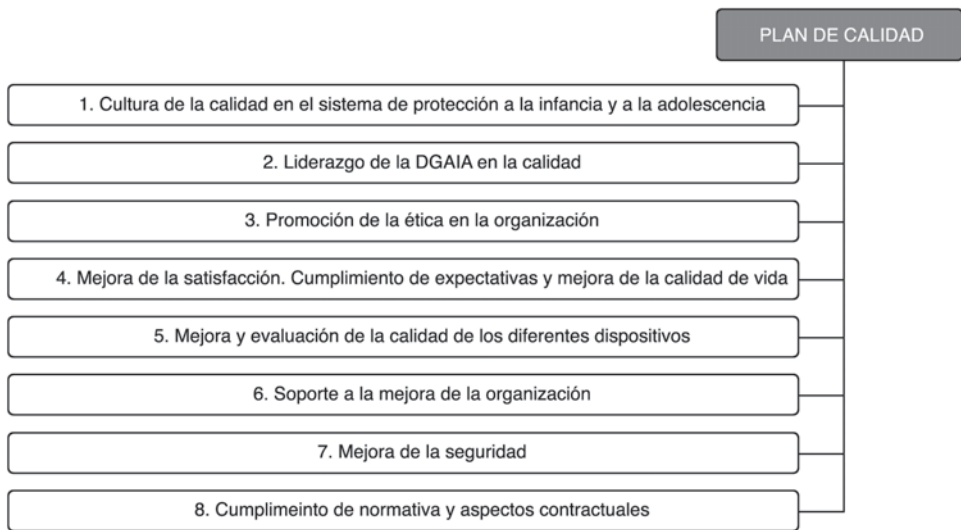 PLAN DE CALIDAD
1. Cultura de la calidad en el sistema de protección a la infancia y a la adolescencia
2. Liderazgo de la DGAIA en la calidad
3. Promoción de la ética en la organización
4. Mejora de la satisfacción. Cumplimiento de expectativas y mejora de la calidad de vida
5. Mejora y evaluación de la calidad de los diferentes dispositivos
6. Soporte a la mejora de la organización
7. Mejora de la seguridad
8. Cumplimeinto de normativa y aspectos contractuales